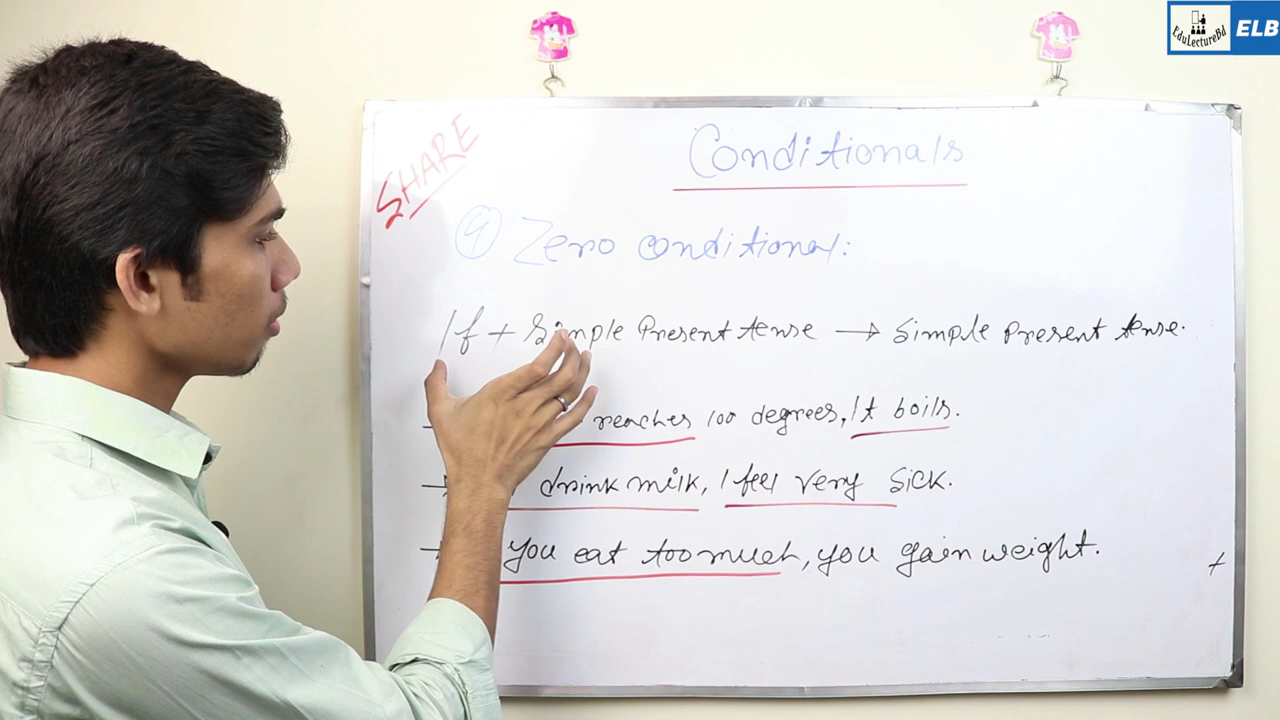 EduLectureBd
ELB
SHARE
Conditionals
9 Zero conditional:
If + Simple Present tense → Simple present tense.
reaches 100 degrees, It boils.
→ drink milk, I feel very sick.
→ you eat too much, you gain weight.
+